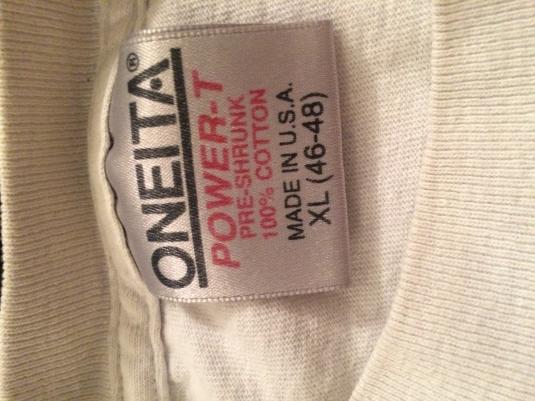 ONEITA®
POWER-T
PRE-SHRUNK
100% COTTON
MADE IN U.S.A.
XL (46-48)